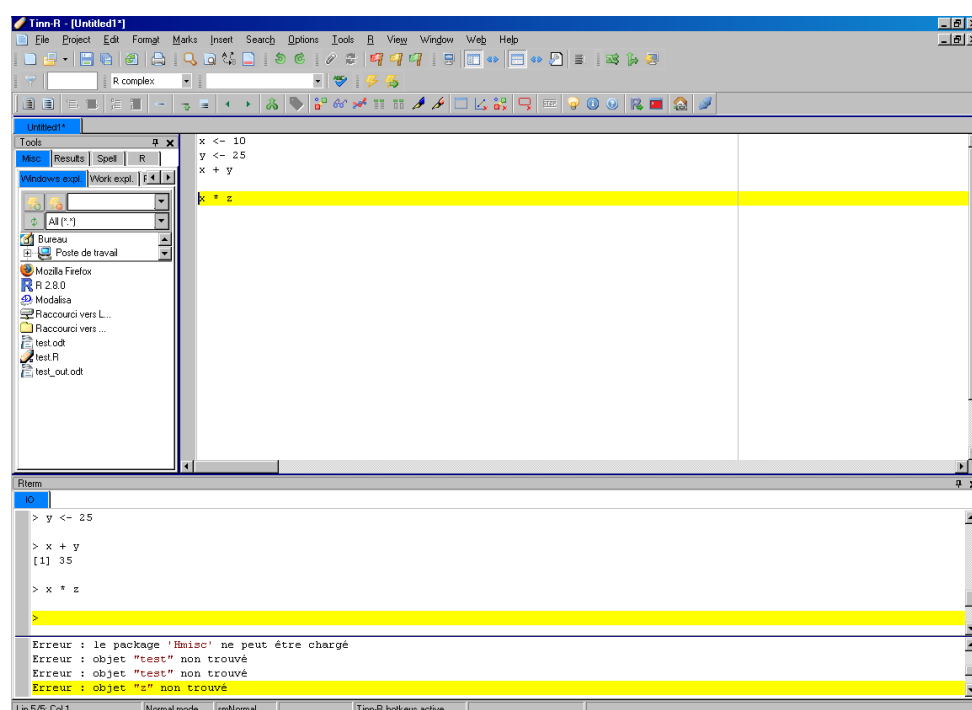 Tinn-R - [Untitled1*]
File Project Edit Format Marks Insert Search Options Tools R View Window Web Help
R complex
Untitled1*
Tools
Misc Results Spell R
Windows expl. Work expl.
All (*.*)
Bureau
Poste de travail
Mozilla Firefox
R 2.8.0
Modalisa
Raccourci vers L...
Raccourci vers ...
test.odt
test.R
test_out.odt
x <- 10
y <- 25
x + y
x * z
Rterm
IO
> y <- 25
> x + y
[1] 35
> x * z
>
Erreur : le package 'Hmisc' ne peut être chargé
Erreur : objet "test" non trouvé
Erreur : objet "test" non trouvé
Erreur : objet "z" non trouvé
Lin 5/5: Col 1 Normal mode smNormal Tinn-R hotkeys active